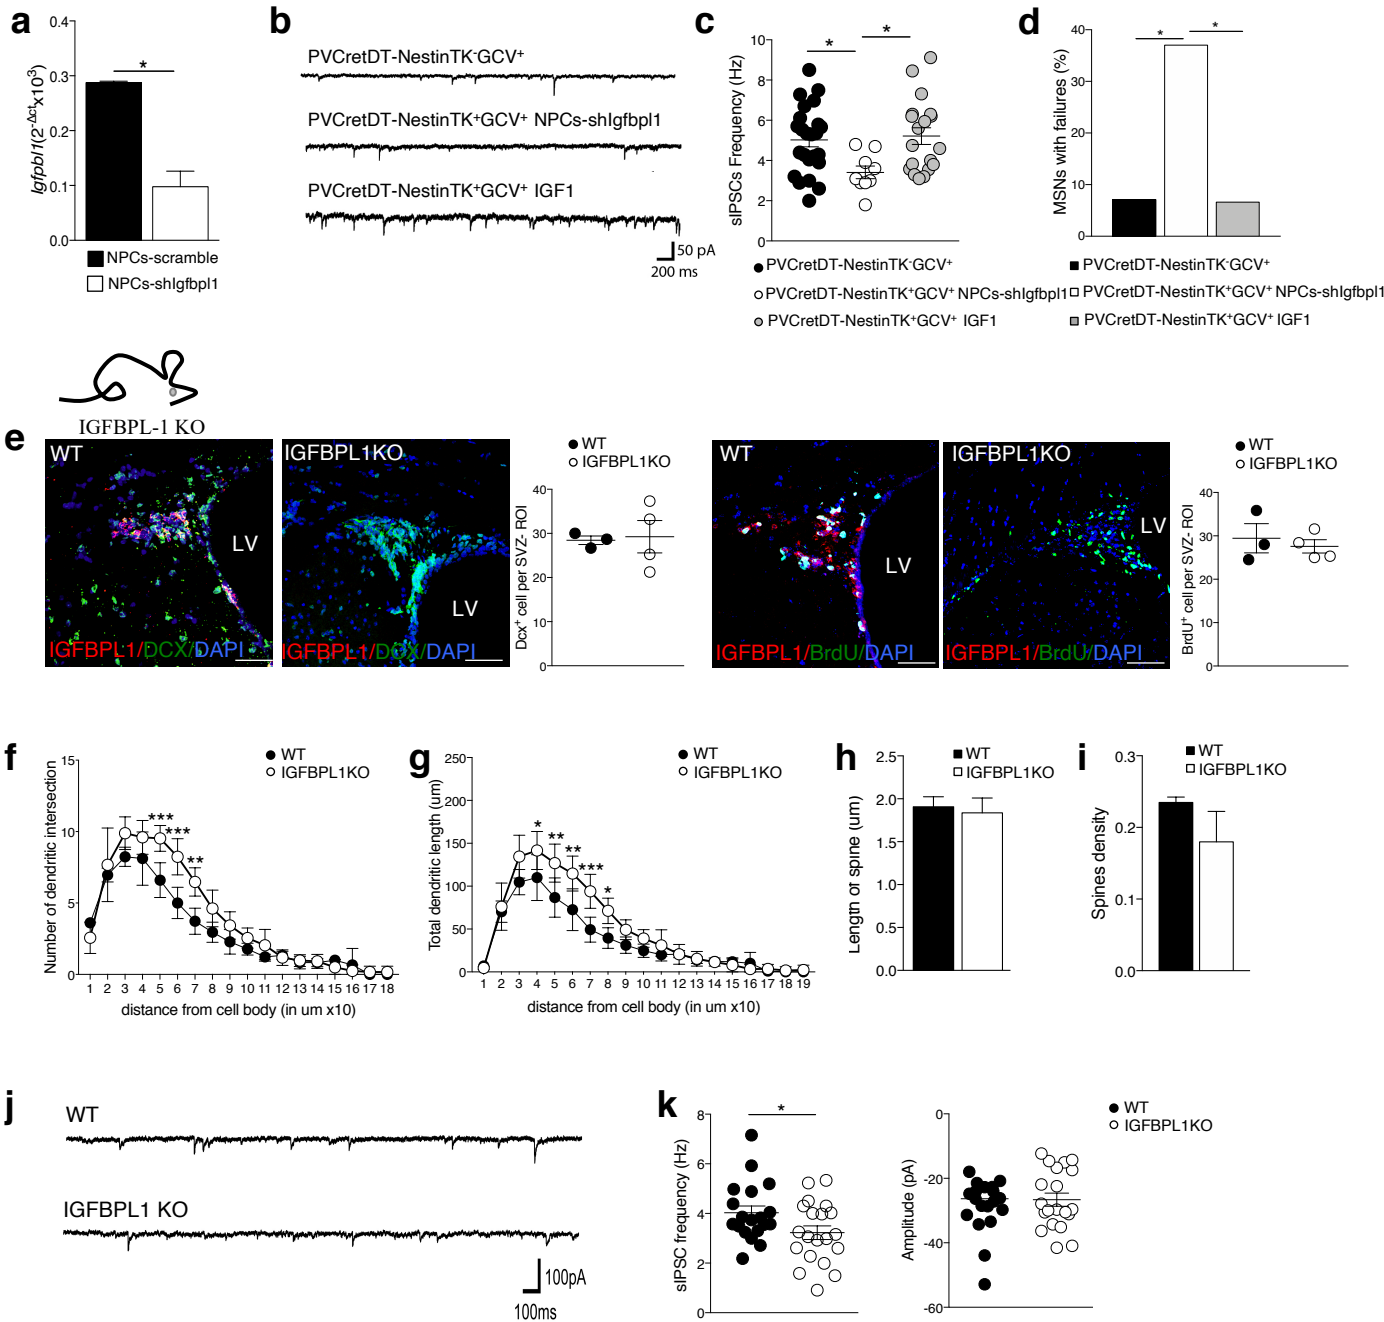 a
Igfpbl1(2^-Δct x10³)
0.4
0.3
0.2
0.1
0.0
*
NPCs-scramble
NPCs-shIgfbpl1
b
PVCretDT-NestinTK⁻GCV⁺
PVCretDT-NestinTK⁺GCV⁺ NPCs-shIgfbpl1
PVCretDT-NestinTK⁺GCV⁺ IGF1
50 pA
200 ms
c
sIPSCs Frequency (Hz)
10
8
6
4
2
0
* *
PVCretDT-NestinTK⁻GCV⁺
PVCretDT-NestinTK⁺GCV⁺ NPCs-shIgfbpl1
PVCretDT-NestinTK⁺GCV⁺ IGF1
d
MSNs with failures (%)
40
30
20
10
0
* *
PVCretDT-NestinTK⁻GCV⁺
PVCretDT-NestinTK⁺GCV⁺ NPCs-shIgfbpl1
PVCretDT-NestinTK⁺GCV⁺ IGF1
IGFBPL-1 KO
e
WT
LV
IGFBPL1/DCX/DAPI
IGFBPL1KO
LV
IGFBPL1/DCX/DAPI
WT
IGFBPL1KO
Dcx⁺ cell per SVZ- ROI
40
30
20
10
0
WT
LV
IGFBPL1/BrdU/DAPI
IGFBPL1KO
LV
IGFBPL1/BrdU/DAPI
WT
IGFBPL1KO
BrdU⁺ cell per SVZ- ROI
40
30
20
10
0
f
WT
IGFBPL1KO
Number of dendritic intersection
15
10
5
0
*** *** **
1 2 3 4 5 6 7 8 9 10 11 12 13 14 15 16 17 18
distance from cell body (in um x10)
g
WT
IGFBPL1KO
Total dendritic length (um)
250
200
150
100
50
0
* ** ** *** *
1 2 3 4 5 6 7 8 9 10 11 12 13 14 15 16 17 18 19
distance from cell body (in um x10)
h
WT
IGFBPL1KO
Length of spine (um)
2.5
2.0
1.5
1.0
0.5
0.0
i
WT
IGFBPL1KO
Spines density
0.3
0.2
0.1
0.0
j
WT
IGFBPL1 KO
100pA
100ms
k
sIPSC frequency (Hz)
8
6
4
2
0
*
Amplitude (pA)
0
-20
-40
-60
WT
IGFBPL1KO